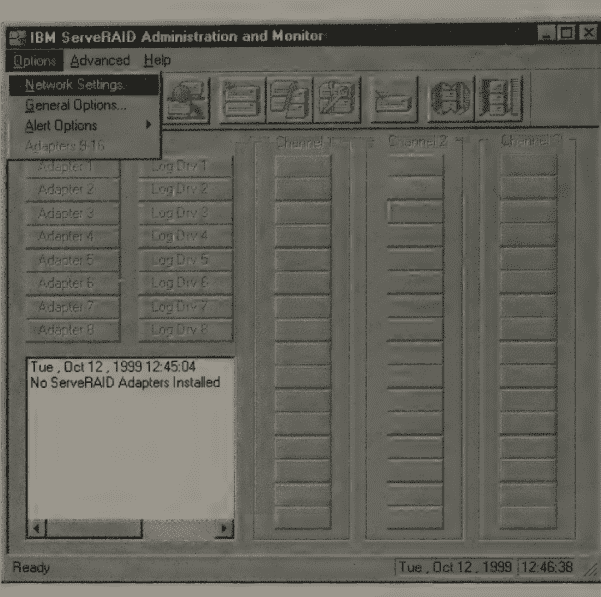 IBM ServeRAID Administration and Monitor
Options Advanced Help
Network Settings...
General Options...
Alert Options
Adapters 9-16
Channel 1 Channel 2 Channel 3
Adapter 1 Log Drv 1
Adapter 2 Log Drv 2
Adapter 3 Log Drv 3
Adapter 4 Log Drv 4
Adapter 5 Log Drv 5
Adapter 6 Log Drv 6
Adapter 7 Log Drv 7
Adapter 8 Log Drv 8
Tue , Oct 12 , 1999 12:45:04
No ServeRAID Adapters Installed
Ready Tue , Oct 12 , 1999 12:46:38